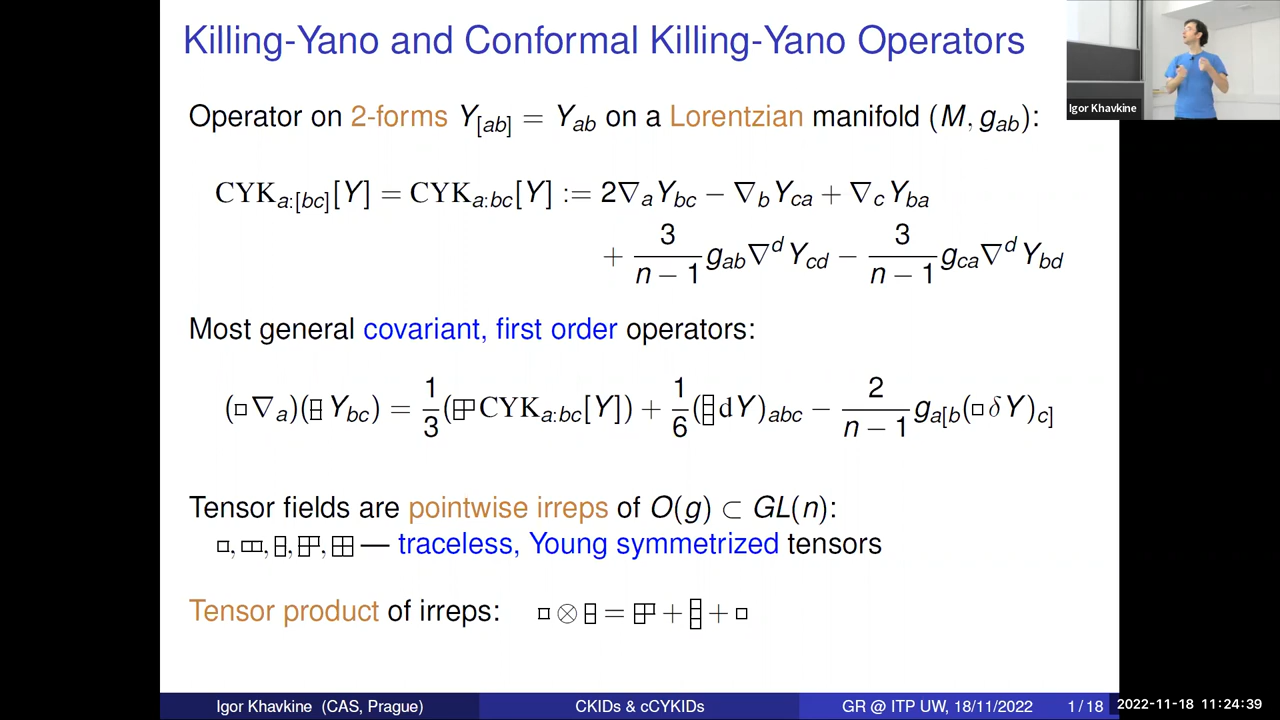 Killing-Yano and Conformal Killing-Yano Operators
Igor Khavkine
Operator on 2-forms Y_{[ab]} = Y_{ab} on a Lorentzian manifold (M, g_{ab}):
CYK_{a:[bc]}[Y] = CYK_{a:bc}[Y] := 2∇_a Y_{bc} − ∇_b Y_{ca} + ∇_c Y_{ba}
+ \frac{3}{n − 1} g_{ab}∇^d Y_{cd} − \frac{3}{n − 1} g_{ca}∇^d Y_{bd}
Most general covariant, first order operators:
(□ ∇_a)(⊟ Y_{bc}) = \frac{1}{3}(CYK_{a:bc}[Y]) + \frac{1}{6}(dY)_{abc} − \frac{2}{n − 1} g_{a[b}(□ δY)_{c]}
Tensor fields are pointwise irreps of O(g) ⊂ GL(n):
— traceless, Young symmetrized tensors
Tensor product of irreps: □ ⊗ ⊟ = + + □
Igor Khavkine (CAS, Prague) CKIDs & cCYKIDs GR @ ITP UW, 18/11/2022 1 / 18
2022-11-18 11:24:39